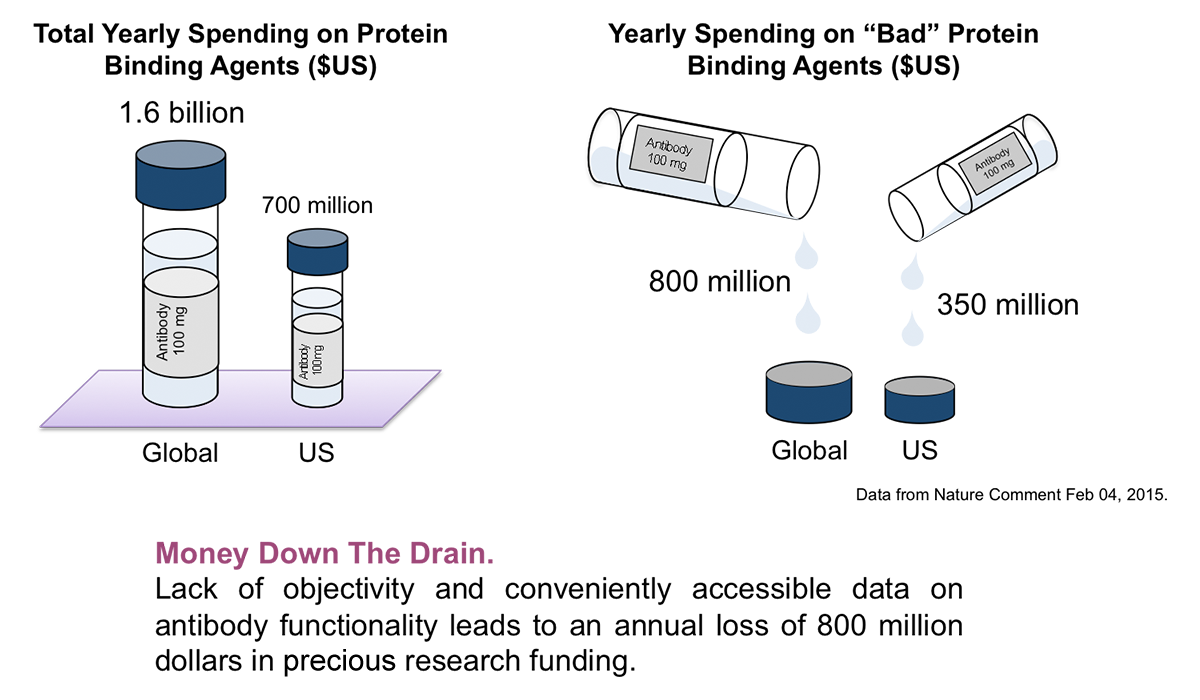 Total Yearly Spending on Protein
Binding Agents ($US)
1.6 billion
700 million
Antibody
100 mg
Antibody
100mg
Global
US
Yearly Spending on “Bad” Protein
Binding Agents ($US)
Antibody
100 mg
Antibody
100 mg
800 million
350 million
Global
US
Data from Nature Comment Feb 04, 2015.
Money Down The Drain.
Lack of objectivity and conveniently accessible data on
antibody functionality leads to an annual loss of 800 million
dollars in precious research funding.